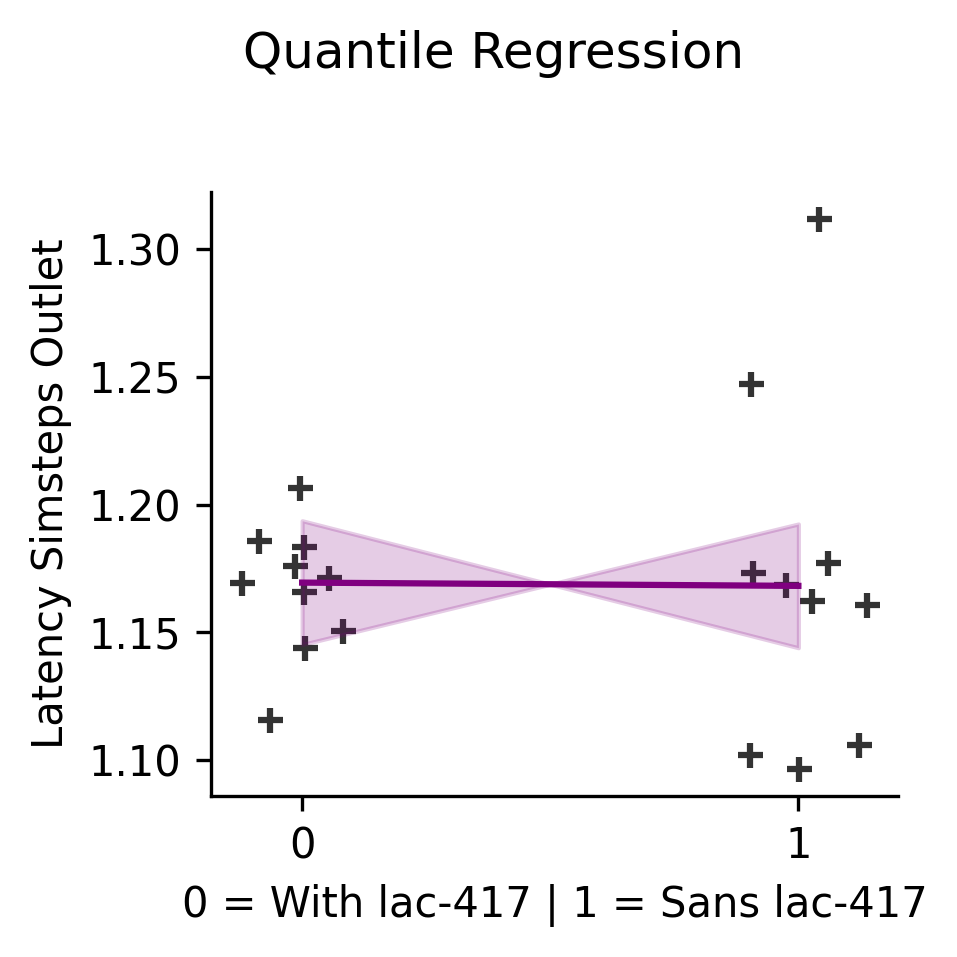 Quantile Regression
Latency Simsteps Outlet
1.30
1.25
1.20
1.15
1.10
0
1
0 = With lac-417 | 1 = Sans lac-417